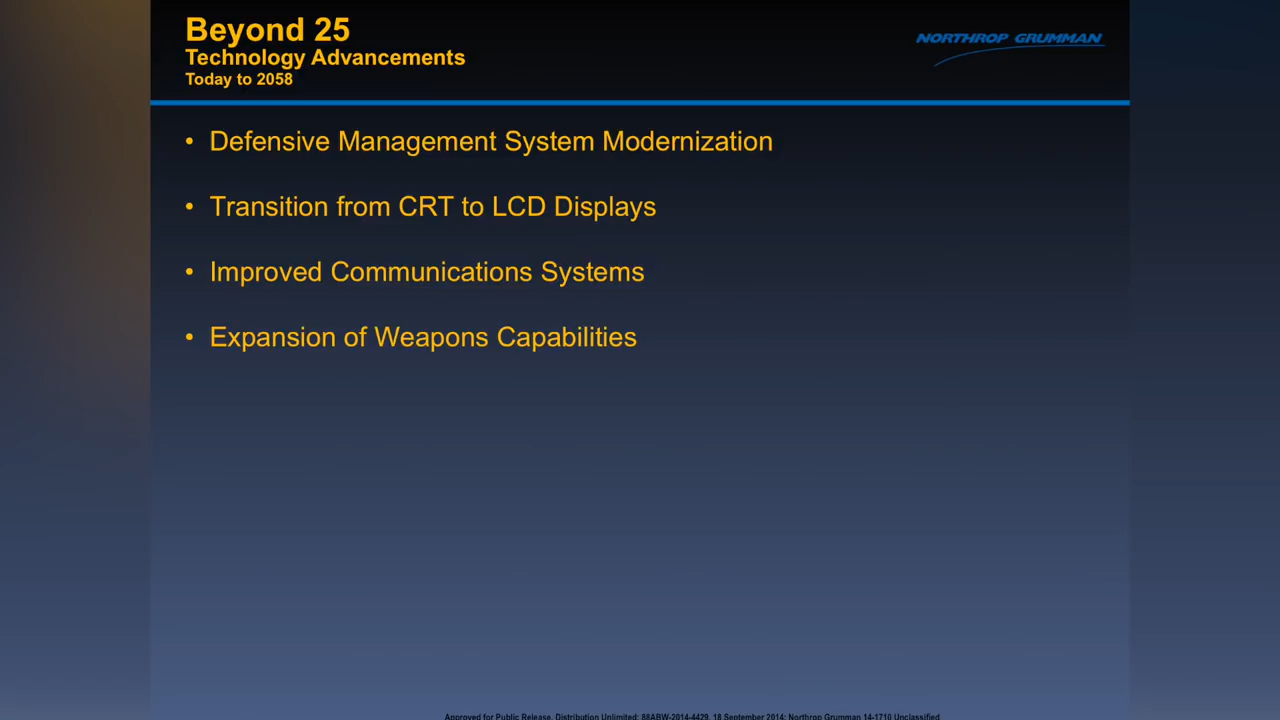 Beyond 25
Technology Advancements
Today to 2058
NORTHROP GRUMMAN
• Defensive Management System Modernization
• Transition from CRT to LCD Displays
• Improved Communications Systems
• Expansion of Weapons Capabilities
Approved for Public Release, Distribution Unlimited: 88ABW-2014-4429, 18 September 2014; Northrop Grumman 14-1710 Unclassified